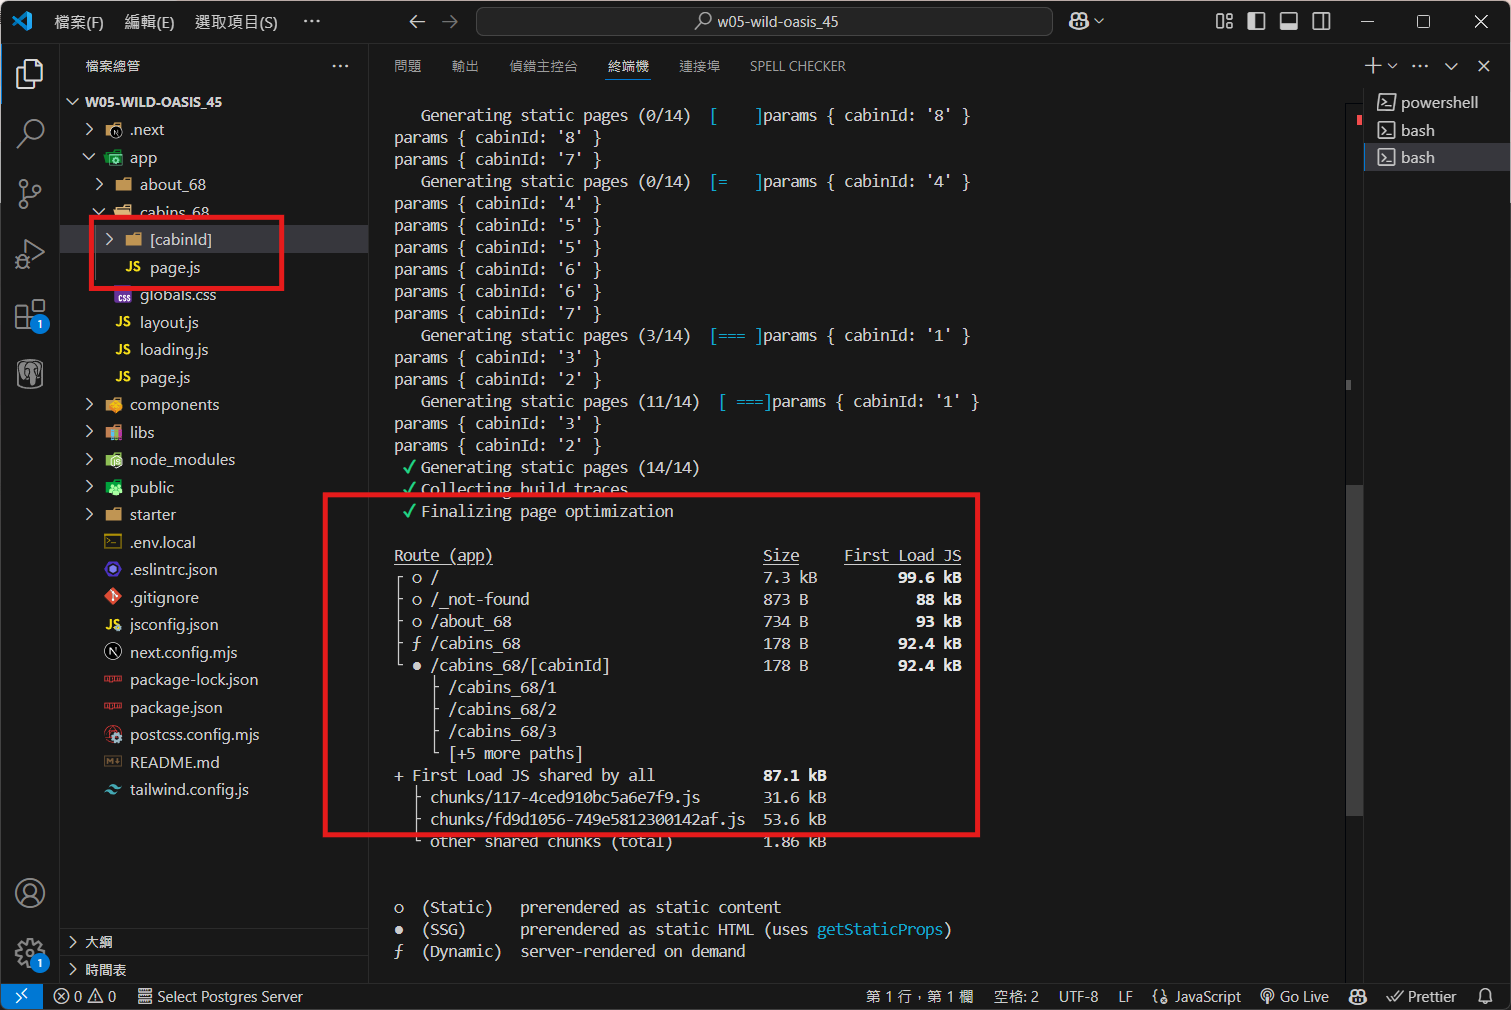 檔案(F) 編輯(E) 選取項目(S) ···
w05-wild-oasis_45
檔案總管 ···
W05-WILD-OASIS_45
.next
app
about_68
cabins_68
[cabinId]
JS page.js
css globals.css
JS layout.js
JS loading.js
JS page.js
components
libs
node_modules
public
starter
.env.local
.eslintrc.json
.gitignore
JS jsconfig.json
next.config.mjs
package-lock.json
package.json
postcss.config.mjs
README.md
tailwind.config.js
大綱
時間表
1
1
問題 輸出 偵錯主控台 終端機 連接埠 SPELL CHECKER
Generating static pages (0/14) [    ]params { cabinId: '8' }
params { cabinId: '8' }
params { cabinId: '7' }
Generating static pages (0/14) [=   ]params { cabinId: '4' }
params { cabinId: '4' }
params { cabinId: '5' }
params { cabinId: '5' }
params { cabinId: '6' }
params { cabinId: '6' }
params { cabinId: '7' }
Generating static pages (3/14) [=== ]params { cabinId: '1' }
params { cabinId: '3' }
params { cabinId: '2' }
Generating static pages (11/14) [ ===]params { cabinId: '1' }
params { cabinId: '3' }
params { cabinId: '2' }
✓ Generating static pages (14/14)
✓ Collecting build traces
✓ Finalizing page optimization
Route (app) Size First Load JS
┌ ○ / 7.3 kB 99.6 kB
├ ○ /_not-found 873 B 88 kB
├ ○ /about_68 734 B 93 kB
├ ƒ /cabins_68 178 B 92.4 kB
└ ● /cabins_68/[cabinId] 178 B 92.4 kB
├ /cabins_68/1
├ /cabins_68/2
├ /cabins_68/3
└ [+5 more paths]
+ First Load JS shared by all 87.1 kB
├ chunks/117-4ced910bc5a6e7f9.js 31.6 kB
├ chunks/fd9d1056-749e5812300142af.js 53.6 kB
└ other shared chunks (total) 1.86 kB
○ (Static) prerendered as static content
● (SSG) prerendered as static HTML (uses getStaticProps)
ƒ (Dynamic) server-rendered on demand
powershell
bash
bash
0 0 Select Postgres Server
第 1 行，第 1 欄 空格: 2 UTF-8 LF JavaScript Go Live Prettier